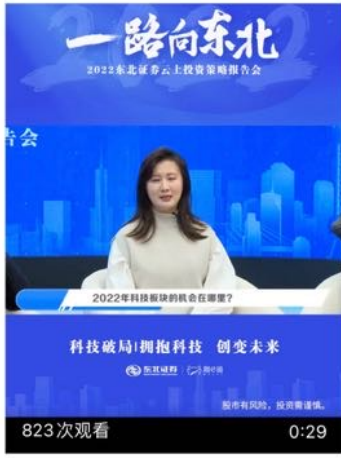 一路向东北
2022东北证券云上投资策略报告会
告会
2022年科技板块的机会在哪里？
科技破局|拥抱科技 创变未来
东北证券
股市有风险，投资需谨慎。
823次观看
0:29